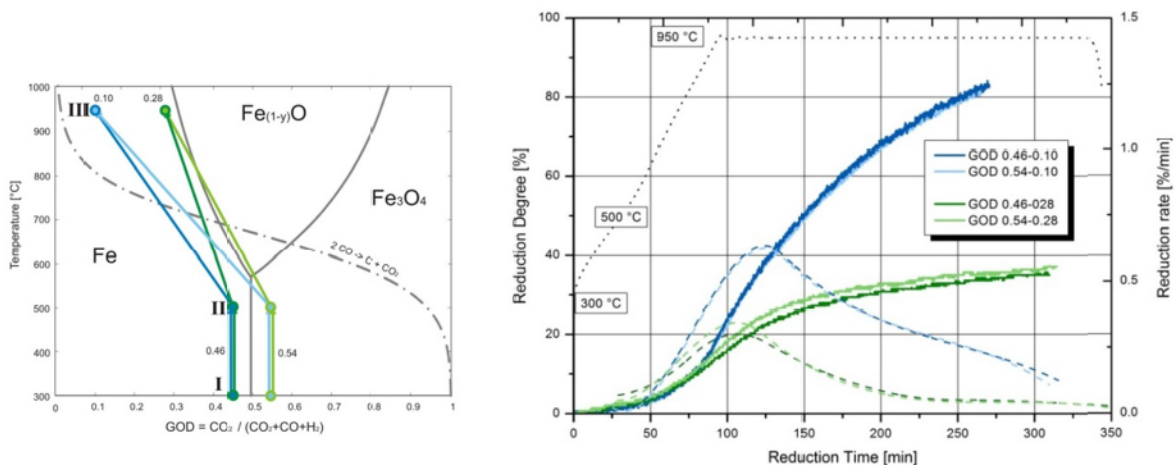 1000
900
800
700
600
500
400
300
Temperature [°C]
0.10
0.28
III
Fe(1-y)O
Fe₃O₄
2 CO -> C + CO₂
Fe
II
0.46
0.54
I
0 0.1 0.2 0.3 0.4 0.5 0.6 0.7 0.8 0.9 1
GOD = CO₂ / (CO₂+CO+H₂)
100
80
60
40
20
0
Reduction Degree [%]
950 °C
500 °C
300 °C
GOD 0.46-0.10
GOD 0.54-0.10
GOD 0.46-028
GOD 0.54-0.28
1.5
1.0
0.5
0.0
Reduction rate [%/min]
0 50 100 150 200 250 300 350
Reduction Time [min]